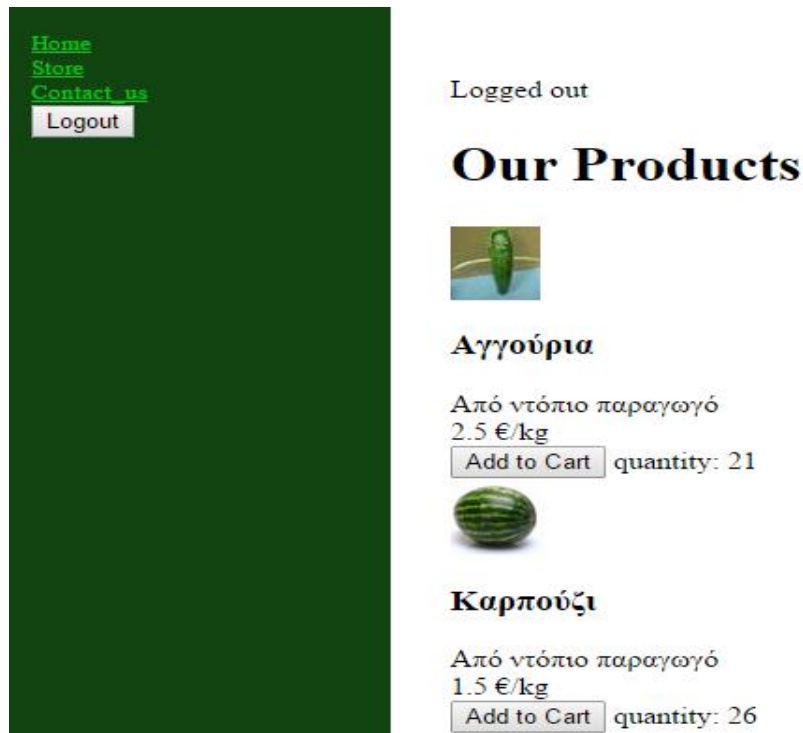 Home
Store
Contact_us
Logout
Logged out
Our Products
Αγγούρια
Από ντόπιο παραγωγό
2.5 €/kg
Add to Cart quantity: 21
Καρπούζι
Από ντόπιο παραγωγό
1.5 €/kg
Add to Cart quantity: 26